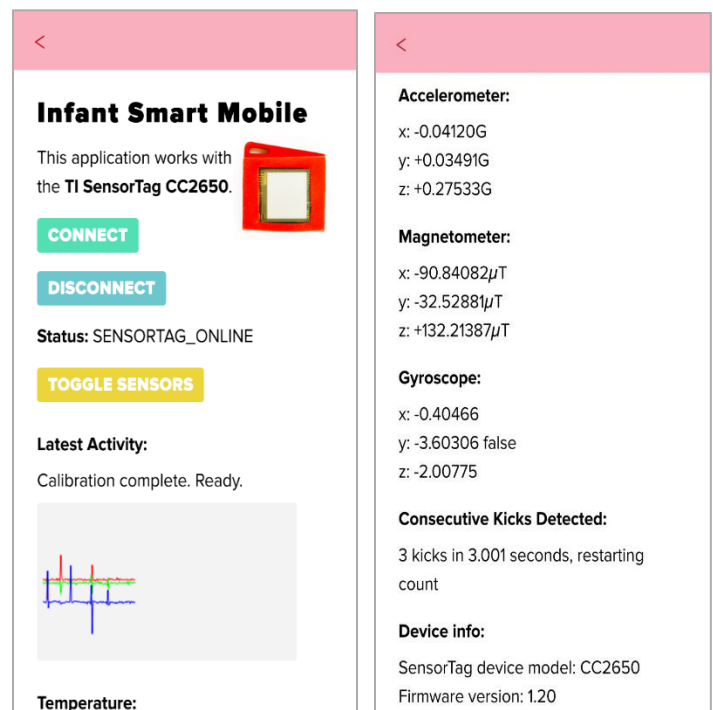 <
Infant Smart Mobile
This application works with
the TI SensorTag CC2650.
CONNECT
DISCONNECT
Status: SENSORTAG_ONLINE
TOGGLE SENSORS
Latest Activity:
Calibration complete. Ready.
Temperature:
<
Accelerometer:
x: -0.04120G
y: +0.03491G
z: +0.27533G
Magnetometer:
x: -90.84082µT
y: -32.52881µT
z: +132.21387µT
Gyroscope:
x: -0.40466
y: -3.60306 false
z: -2.00775
Consecutive Kicks Detected:
3 kicks in 3.001 seconds, restarting
count
Device info:
SensorTag device model: CC2650
Firmware version: 1.20